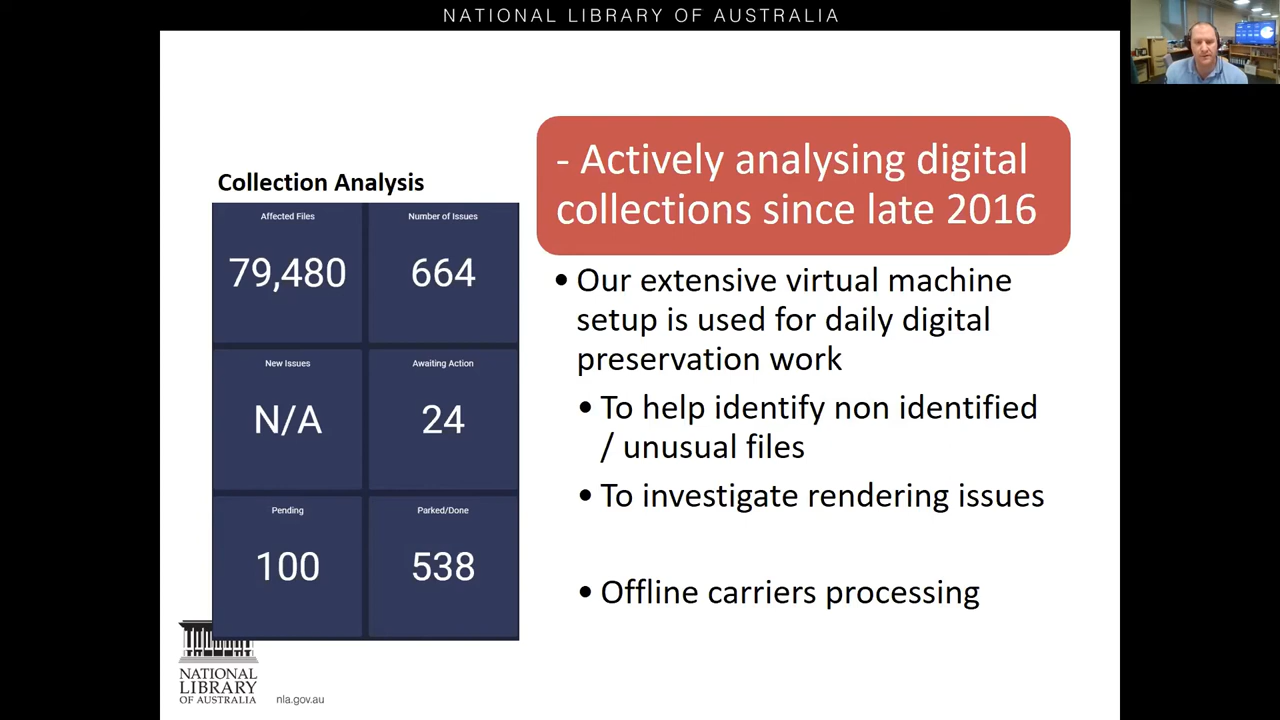 NATIONAL LIBRARY OF AUSTRALIA
Collection Analysis
Affected Files
Number of Issues
79,480
664
New Issues
Awaiting Action
N/A
24
Pending
Parked/Done
100
538
- Actively analysing digital
collections since late 2016
• Our extensive virtual machine
setup is used for daily digital
preservation work
• To help identify non identified
/ unusual files
• To investigate rendering issues
• Offline carriers processing
NATIONAL
LIBRARY
OF AUSTRALIA
nla.gov.au